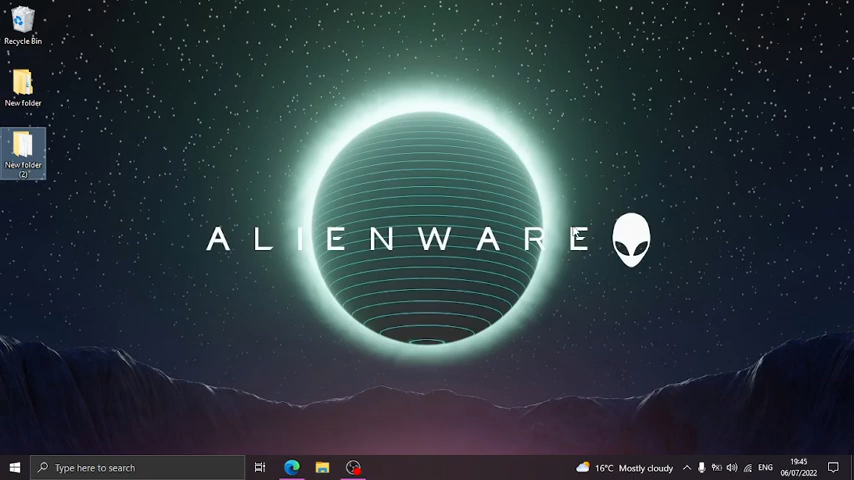 Recycle Bin
New folder
New folder
(2)
ALIENWARE
Type here to search
16°C Mostly cloudy
ENG
19:45
06/07/2022